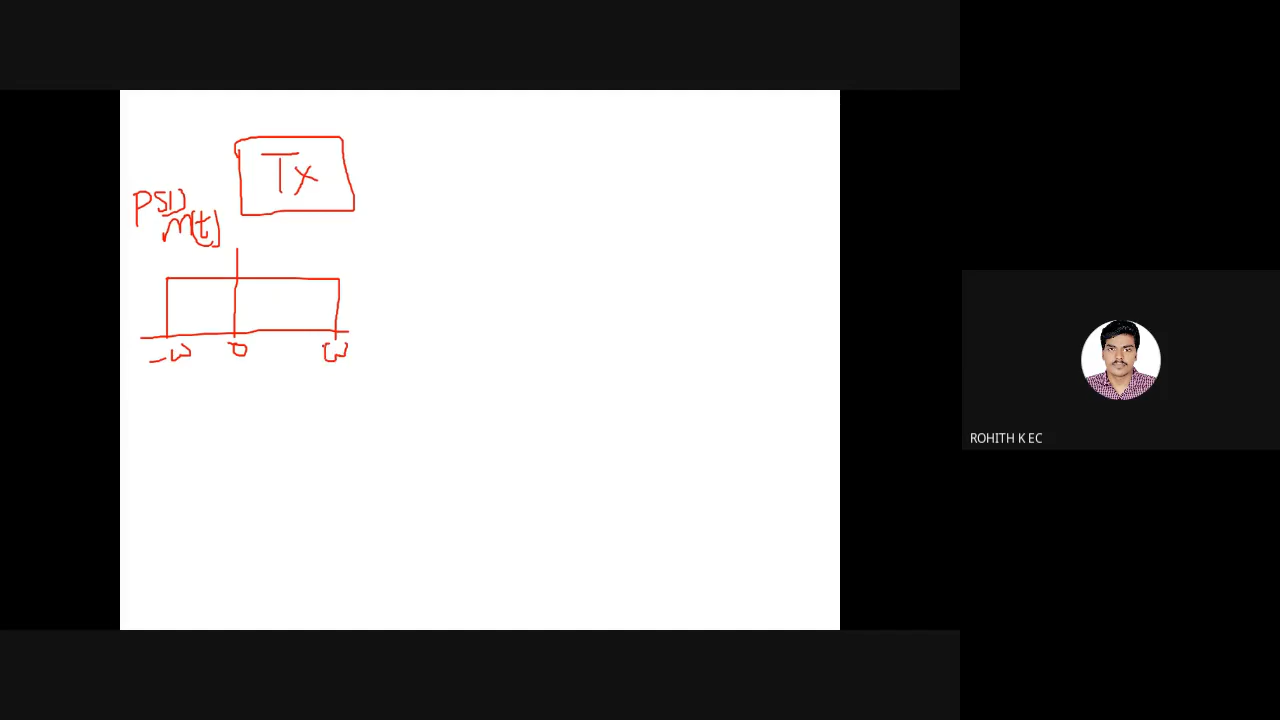 Tx
PSD
m(t)
-ω 0 ω
ROHITH K EC